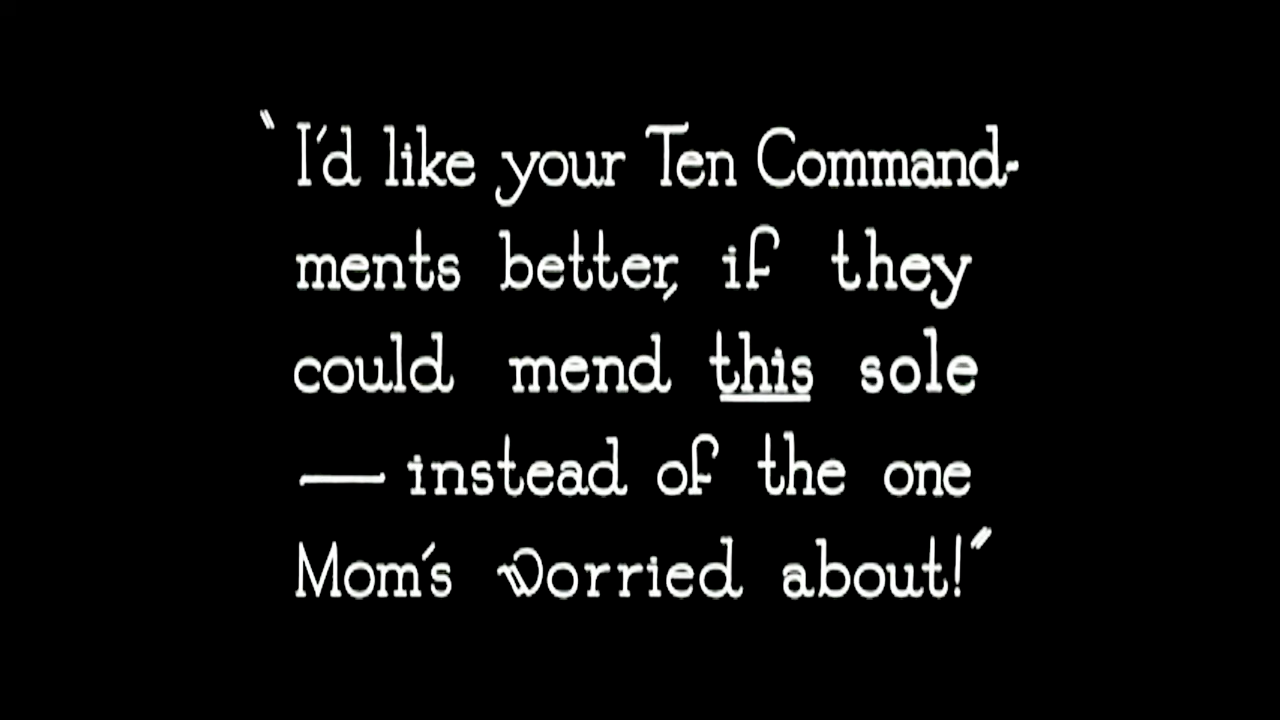 "I'd like your Ten Command-
ments better, if they
could mend this sole
— instead of the one
Mom's worried about!"